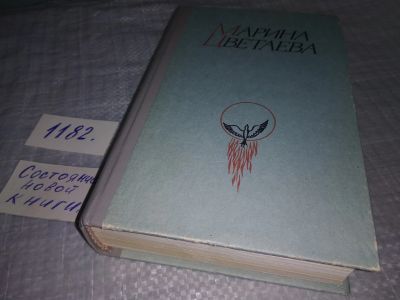 МАРИНА
ЦВЕТАЕВА
1182.
Состояние
новой
книги